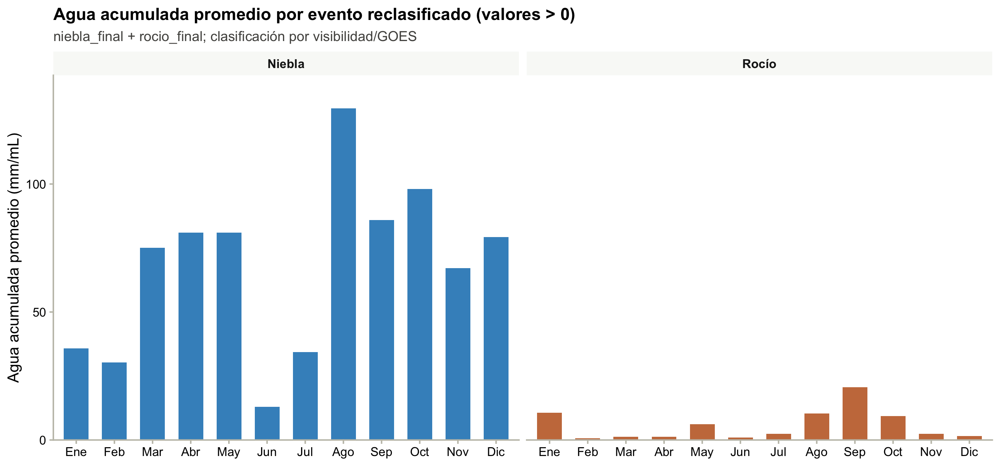 Agua acumulada promedio por evento reclasificado (valores > 0)
niebla_final + rocio_final; clasificación por visibilidad/GOES
Niebla
Rocío
Agua acumulada promedio (mm/mL)
100
50
0
Ene Feb Mar Abr May Jun Jul Ago Sep Oct Nov Dic
Ene Feb Mar Abr May Jun Jul Ago Sep Oct Nov Dic